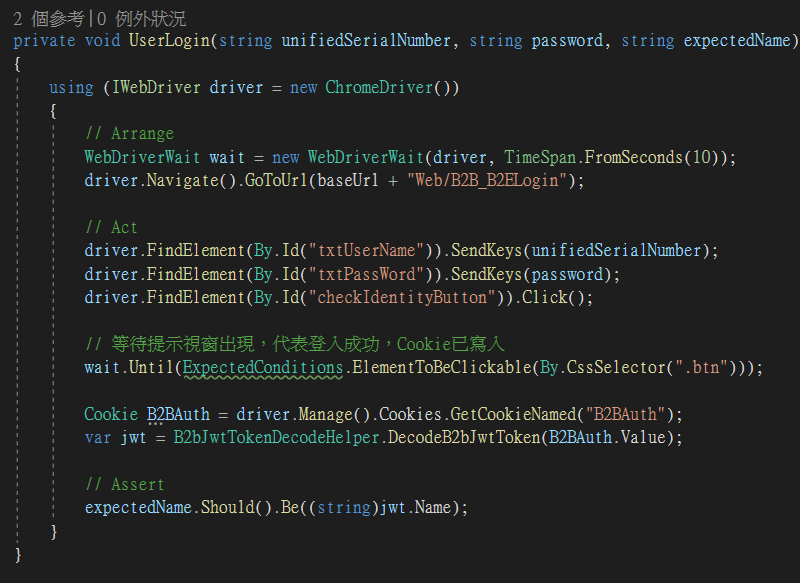 2 個參考|0 例外狀況
private void UserLogin(string unifiedSerialNumber, string password, string expectedName)
{
    using (IWebDriver driver = new ChromeDriver())
    {
        // Arrange
        WebDriverWait wait = new WebDriverWait(driver, TimeSpan.FromSeconds(10));
        driver.Navigate().GoToUrl(baseUrl + "Web/B2B_B2ELogin");

        // Act
        driver.FindElement(By.Id("txtUserName")).SendKeys(unifiedSerialNumber);
        driver.FindElement(By.Id("txtPassWord")).SendKeys(password);
        driver.FindElement(By.Id("checkIdentityButton")).Click();

        // 等待提示視窗出現，代表登入成功，Cookie已寫入
        wait.Until(ExpectedConditions.ElementToBeClickable(By.CssSelector(".btn")));

        Cookie B2BAuth = driver.Manage().Cookies.GetCookieNamed("B2BAuth");
        var jwt = B2bJwtTokenDecodeHelper.DecodeB2bJwtToken(B2BAuth.Value);

        // Assert
        expectedName.Should().Be((string)jwt.Name);
    }
}